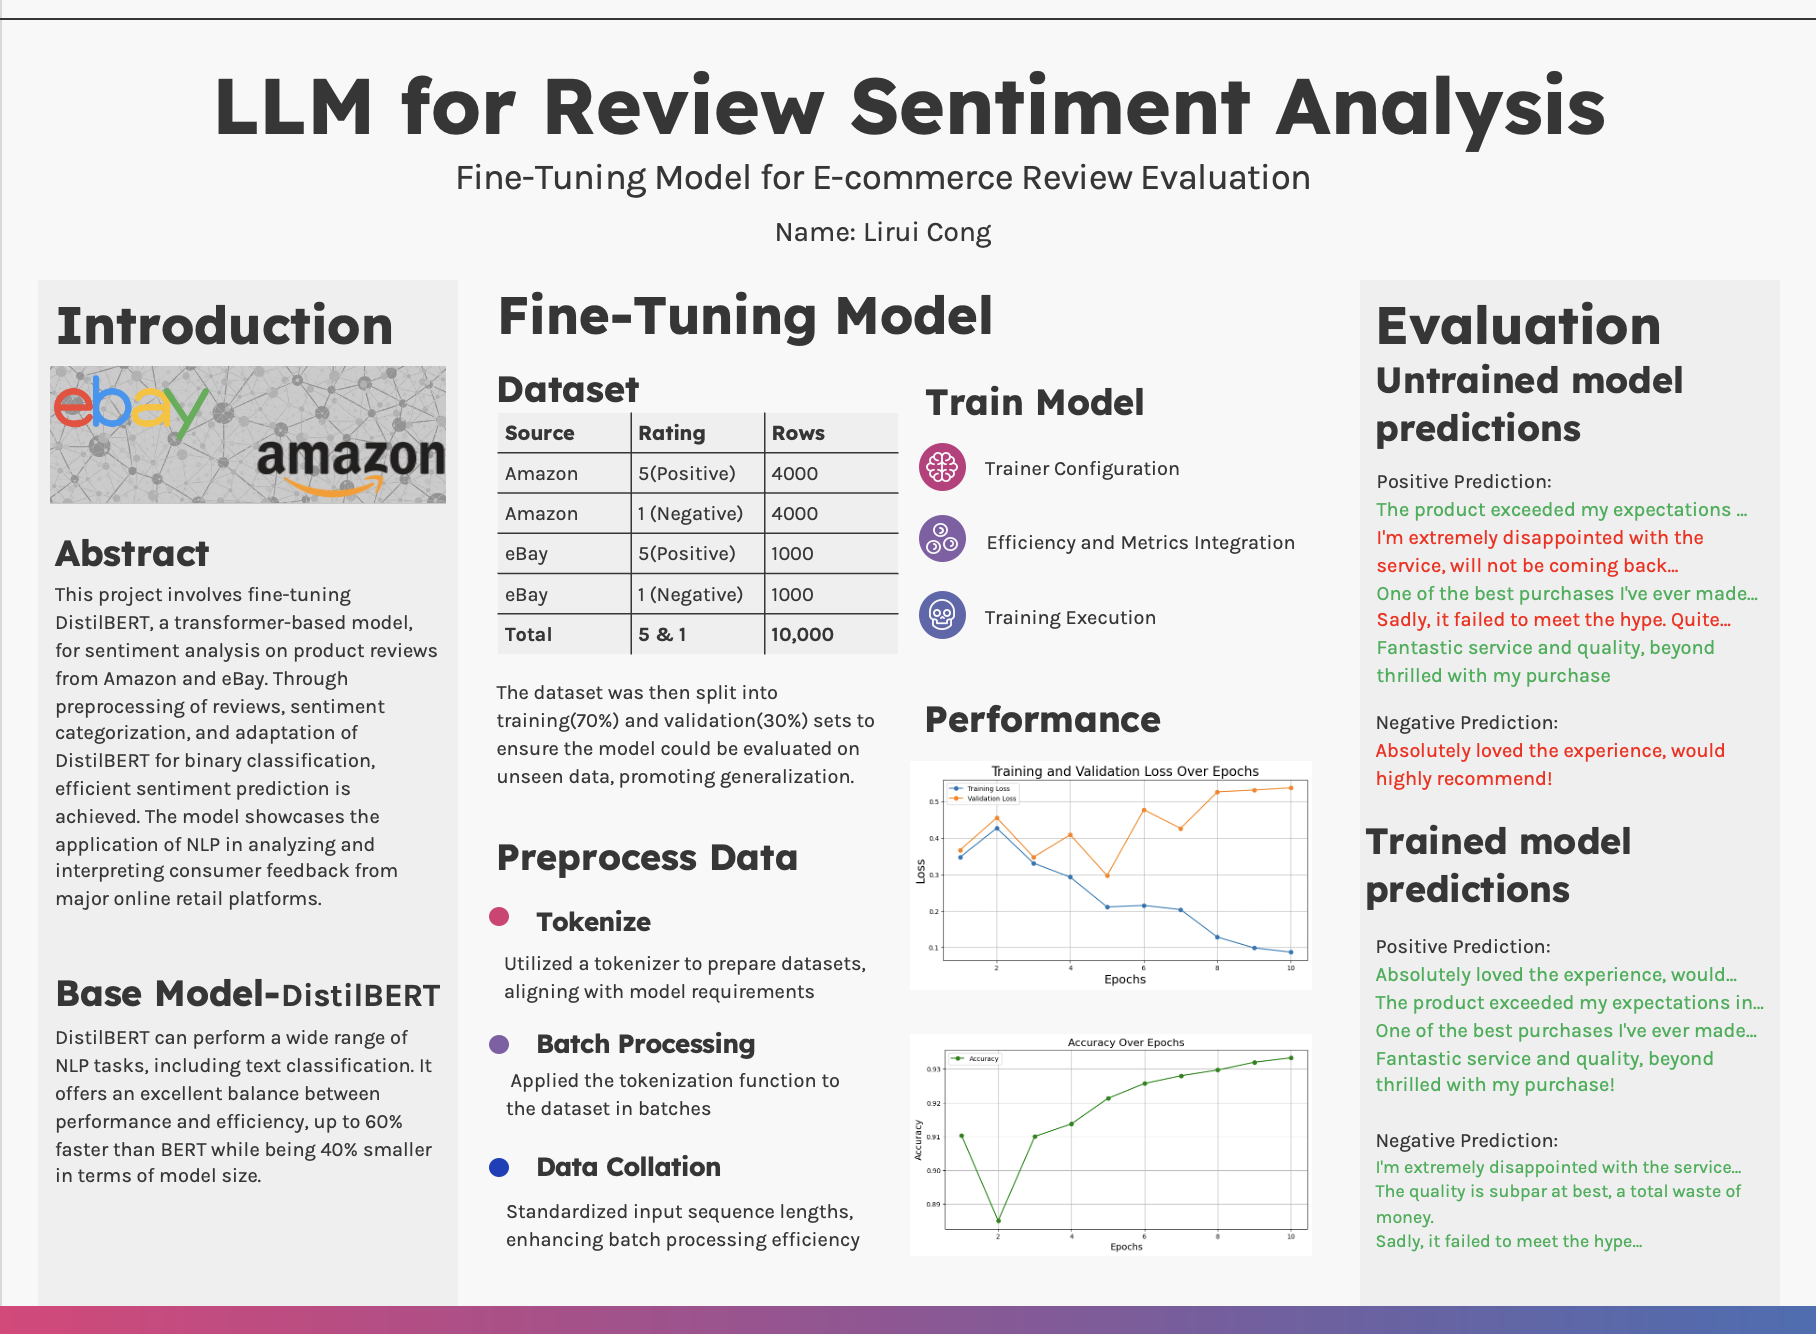 LLM for Review Sentiment Analysis
Fine-Tuning Model for E-commerce Review Evaluation
Name: Lirui Cong
Introduction
ebay
amazon
Abstract
This project involves fine-tuning
DistilBERT, a transformer-based model,
for sentiment analysis on product reviews
from Amazon and eBay. Through
preprocessing of reviews, sentiment
categorization, and adaptation of
DistilBERT for binary classification,
efficient sentiment prediction is
achieved. The model showcases the
application of NLP in analyzing and
interpreting consumer feedback from
major online retail platforms.
Base Model-DistilBERT
DistilBERT can perform a wide range of
NLP tasks, including text classification. It
offers an excellent balance between
performance and efficiency, up to 60%
faster than BERT while being 40% smaller
in terms of model size.
Fine-Tuning Model
Dataset
Source Rating Rows
Amazon 5(Positive) 4000
Amazon 1 (Negative) 4000
eBay 5(Positive) 1000
eBay 1 (Negative) 1000
Total 5 & 1 10,000
The dataset was then split into
training(70%) and validation(30%) sets to
ensure the model could be evaluated on
unseen data, promoting generalization.
Preprocess Data
Tokenize
Utilized a tokenizer to prepare datasets,
aligning with model requirements
Batch Processing
Applied the tokenization function to
the dataset in batches
Data Collation
Standardized input sequence lengths,
enhancing batch processing efficiency
Train Model
Trainer Configuration
Efficiency and Metrics Integration
Training Execution
Performance
Training and Validation Loss Over Epochs
Training Loss
Validation Loss
0.5
0.4
0.3
0.2
0.1
Loss
2 4 6 8 10
Epochs
Accuracy Over Epochs
Accuracy
0.93
0.92
0.91
0.90
0.89
Accuracy
2 4 6 8 10
Epochs
Evaluation
Untrained model
predictions
Positive Prediction:
The product exceeded my expectations ...
I'm extremely disappointed with the
service, will not be coming back...
One of the best purchases I've ever made...
Sadly, it failed to meet the hype. Quite...
Fantastic service and quality, beyond
thrilled with my purchase
Negative Prediction:
Absolutely loved the experience, would
highly recommend!
Trained model
predictions
Positive Prediction:
Absolutely loved the experience, would...
The product exceeded my expectations in...
One of the best purchases I've ever made...
Fantastic service and quality, beyond
thrilled with my purchase!
Negative Prediction:
I'm extremely disappointed with the service...
The quality is subpar at best, a total waste of
money.
Sadly, it failed to meet the hype...